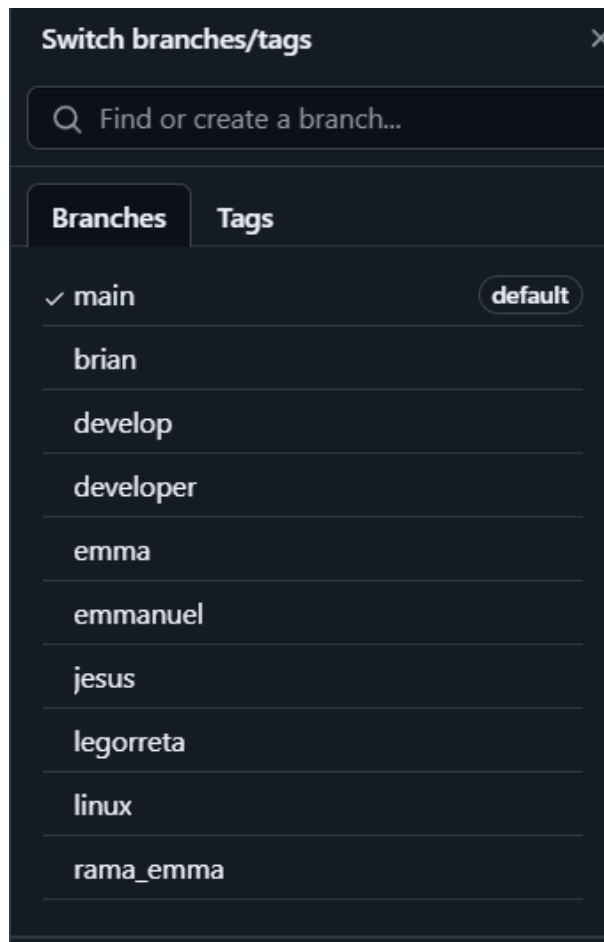 Switch branches/tags
Find or create a branch...
Branches Tags
main default
brian
develop
developer
emma
emmanuel
jesus
legorreta
linux
rama_emma